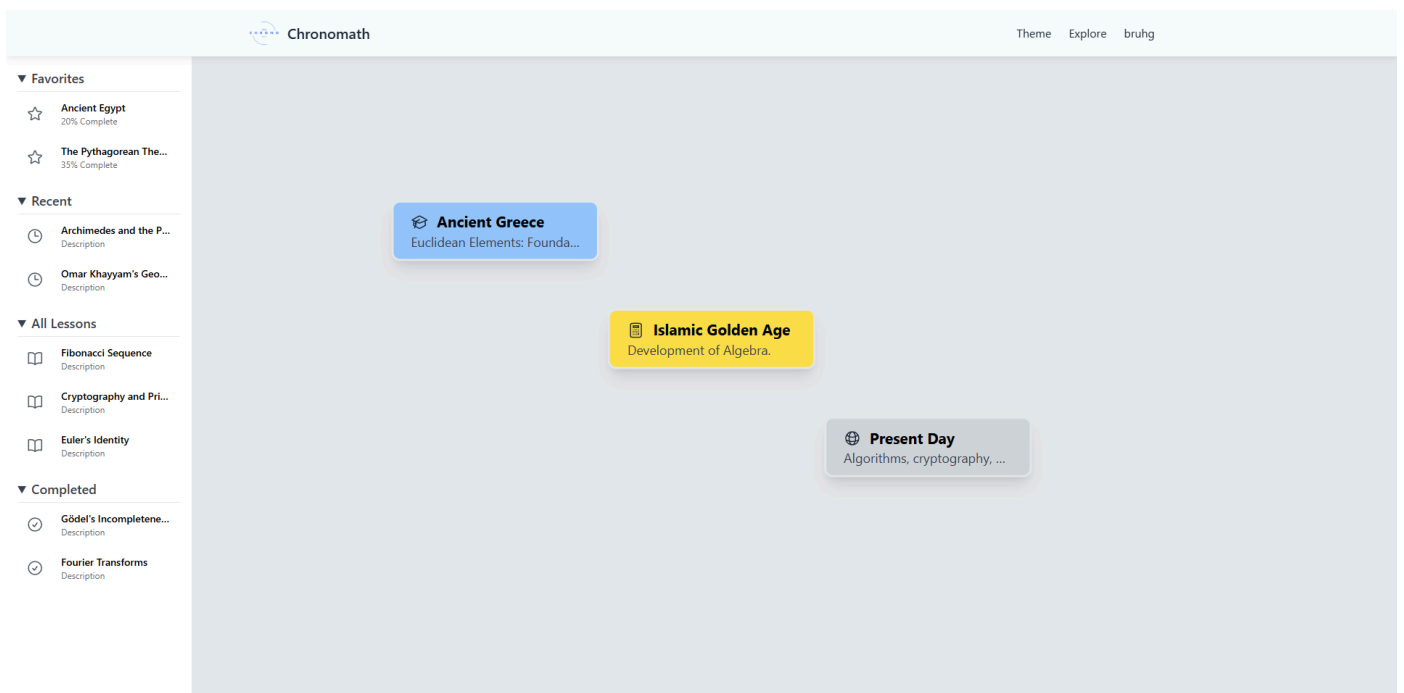 Chronomath
Theme Explore bruhg
▼ Favorites
Ancient Egypt
20% Complete
The Pythagorean The...
35% Complete
▼ Recent
Archimedes and the P...
Description
Omar Khayyam's Geo...
Description
▼ All Lessons
Fibonacci Sequence
Description
Cryptography and Pri...
Description
Euler's Identity
Description
▼ Completed
Gödel's Incompletene...
Description
Fourier Transforms
Description
Ancient Greece
Euclidean Elements: Founda...
Islamic Golden Age
Development of Algebra.
Present Day
Algorithms, cryptography, ...